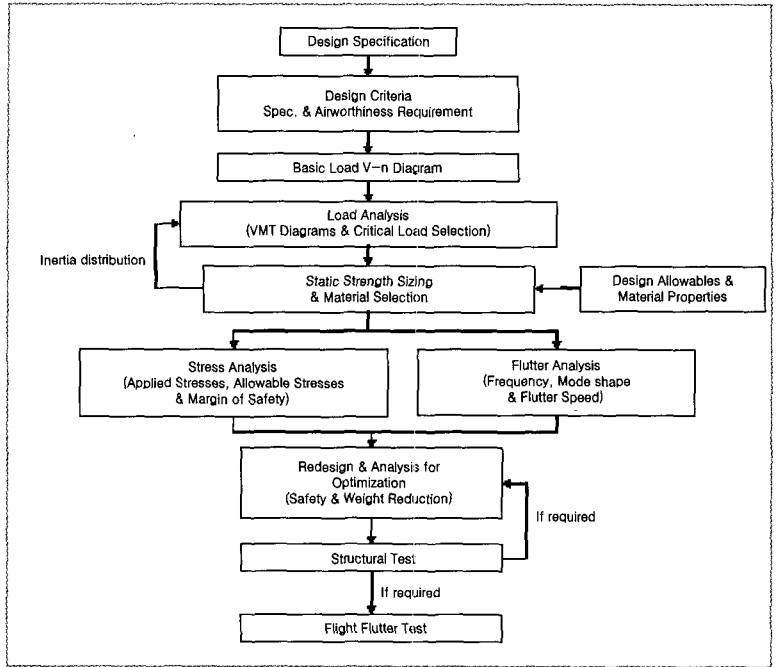 Design Specification
Design Criteria
Spec. & Airworthiness Requirement
Basic Load V-n Diagram
Load Analysis
(VMT Diagrams & Critical Load Selection)
Inertia distribution
Static Strength Sizing
& Material Selection
Design Allowables &
Material Properties
Stress Analysis
(Applied Stresses, Allowable Stresses
& Margin of Safety)
Flutter Analysis
(Frequency, Mode shape
& Flutter Speed)
Redesign & Analysis for
Optimization
(Safety & Weight Reduction)
If required
Structural Test
If required
Flight Flutter Test